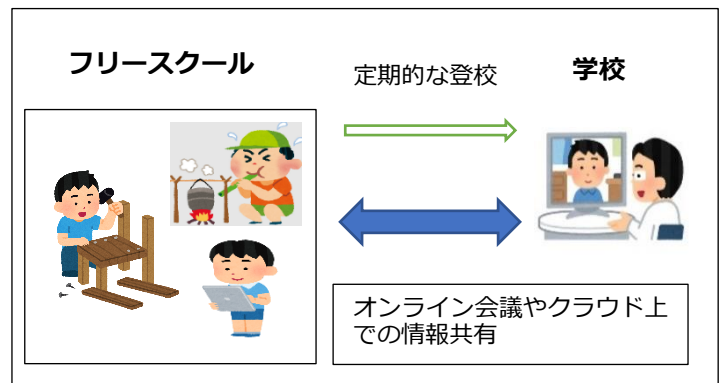 フリースクール
定期的な登校
学校
オンライン会議やクラウド上
での情報共有